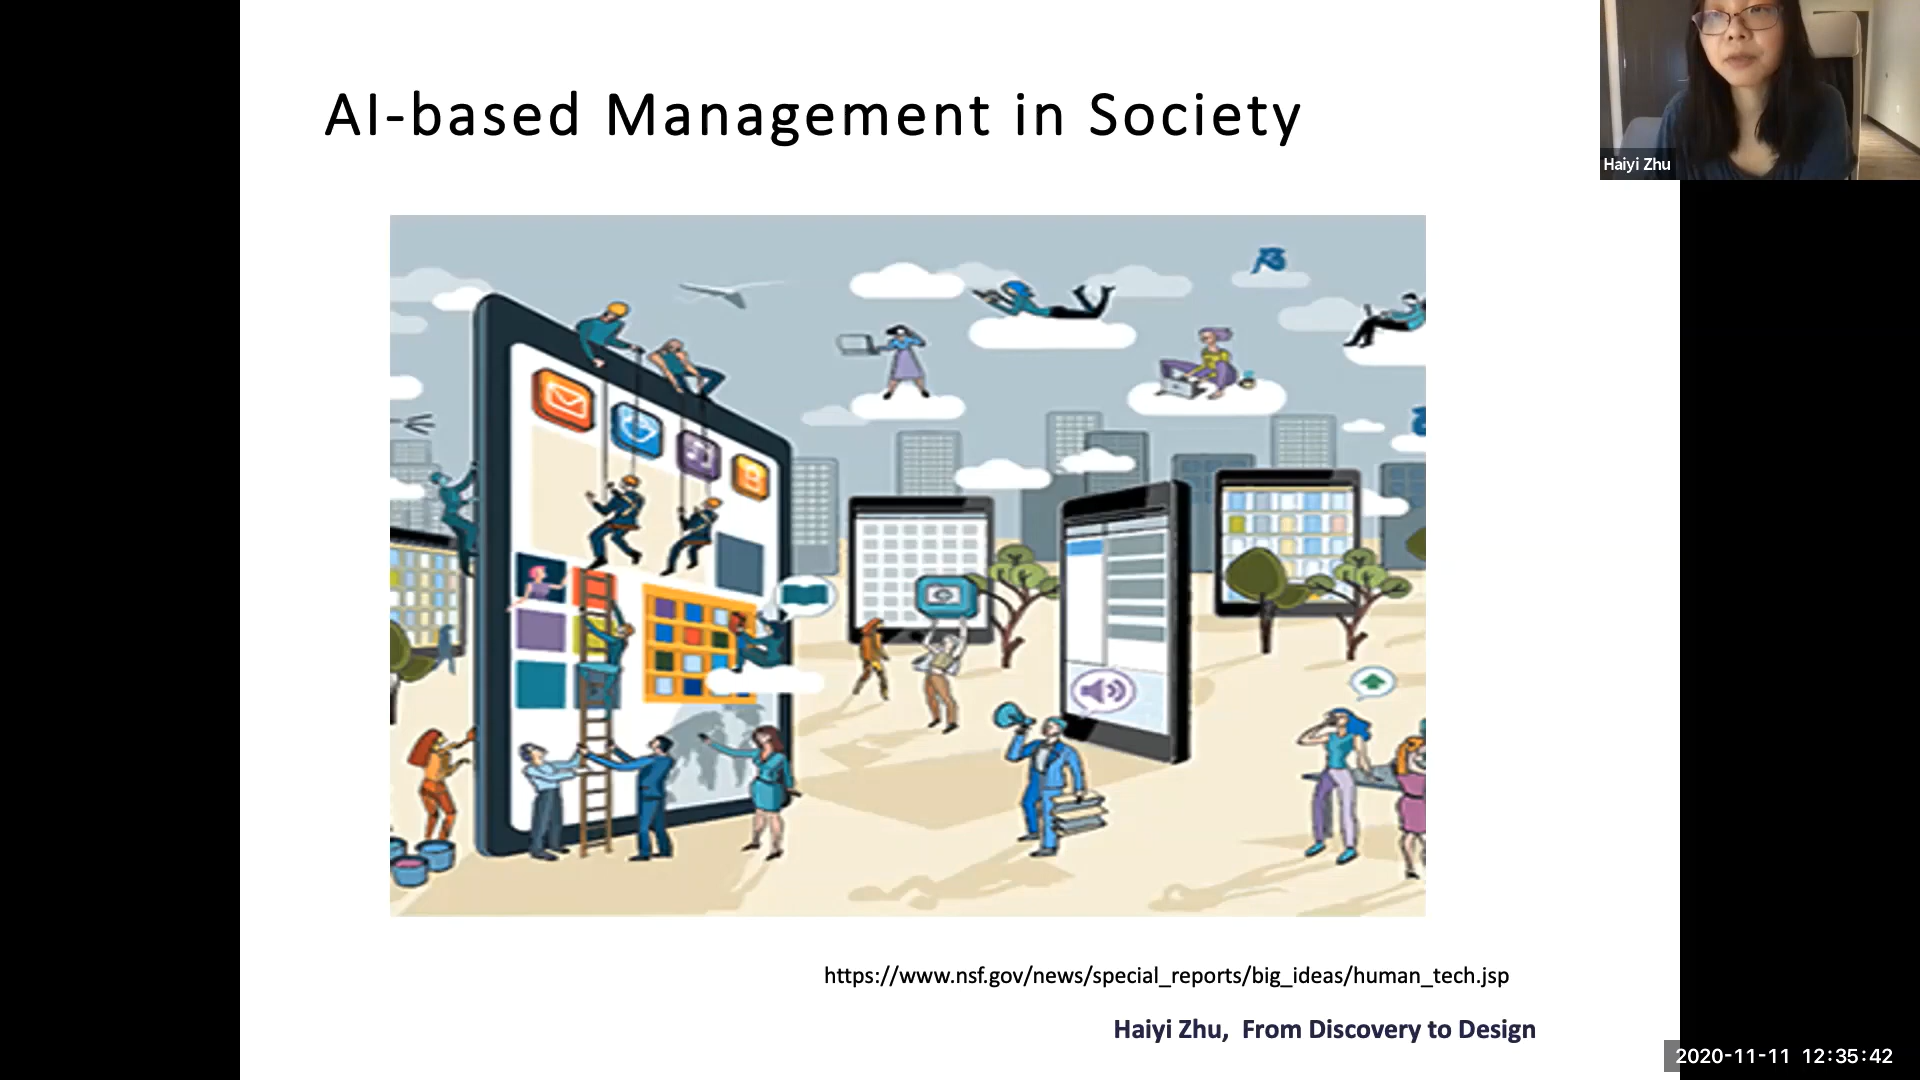 AI-based Management in Society
Haiyi Zhu
https://www.nsf.gov/news/special_reports/big_ideas/human_tech.jsp
Haiyi Zhu, From Discovery to Design
2020-11-11 12:35:42